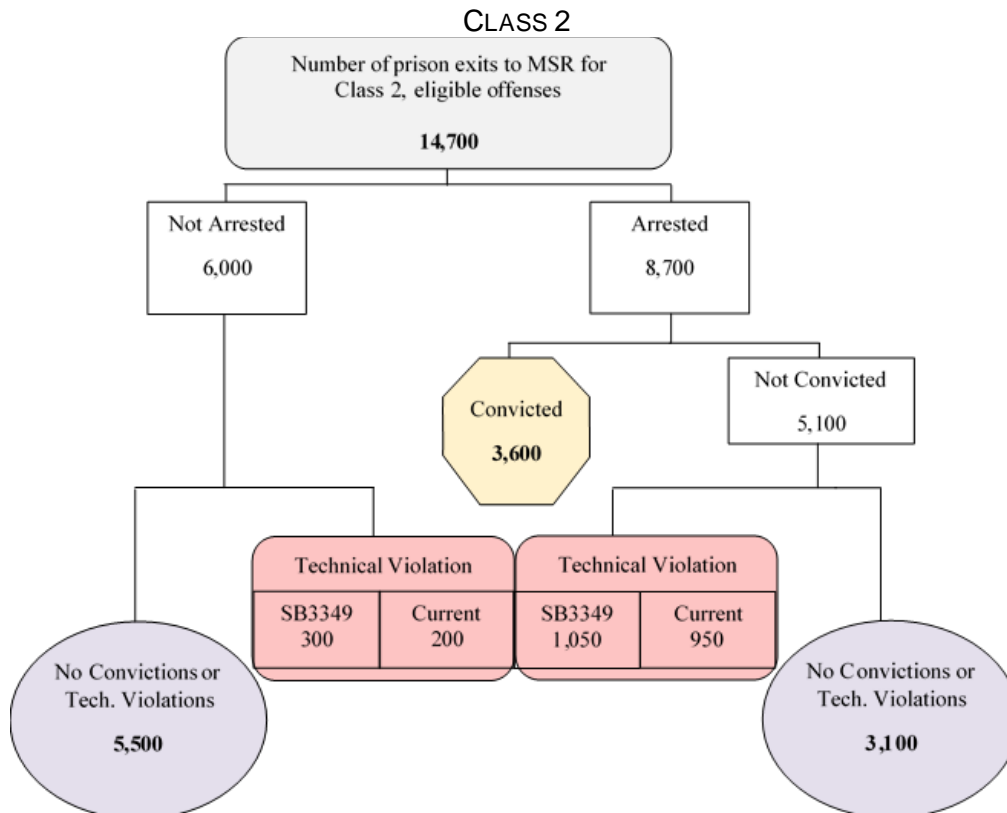 CLASS 2
Number of prison exits to MSR for
Class 2, eligible offenses
14,700
Not Arrested
6,000
Arrested
8,700
Convicted
3,600
Not Convicted
5,100
Technical Violation
SB3349
300
Current
200
Technical Violation
SB3349
1,050
Current
950
No Convictions or
Tech. Violations
5,500
No Convictions or
Tech. Violations
3,100